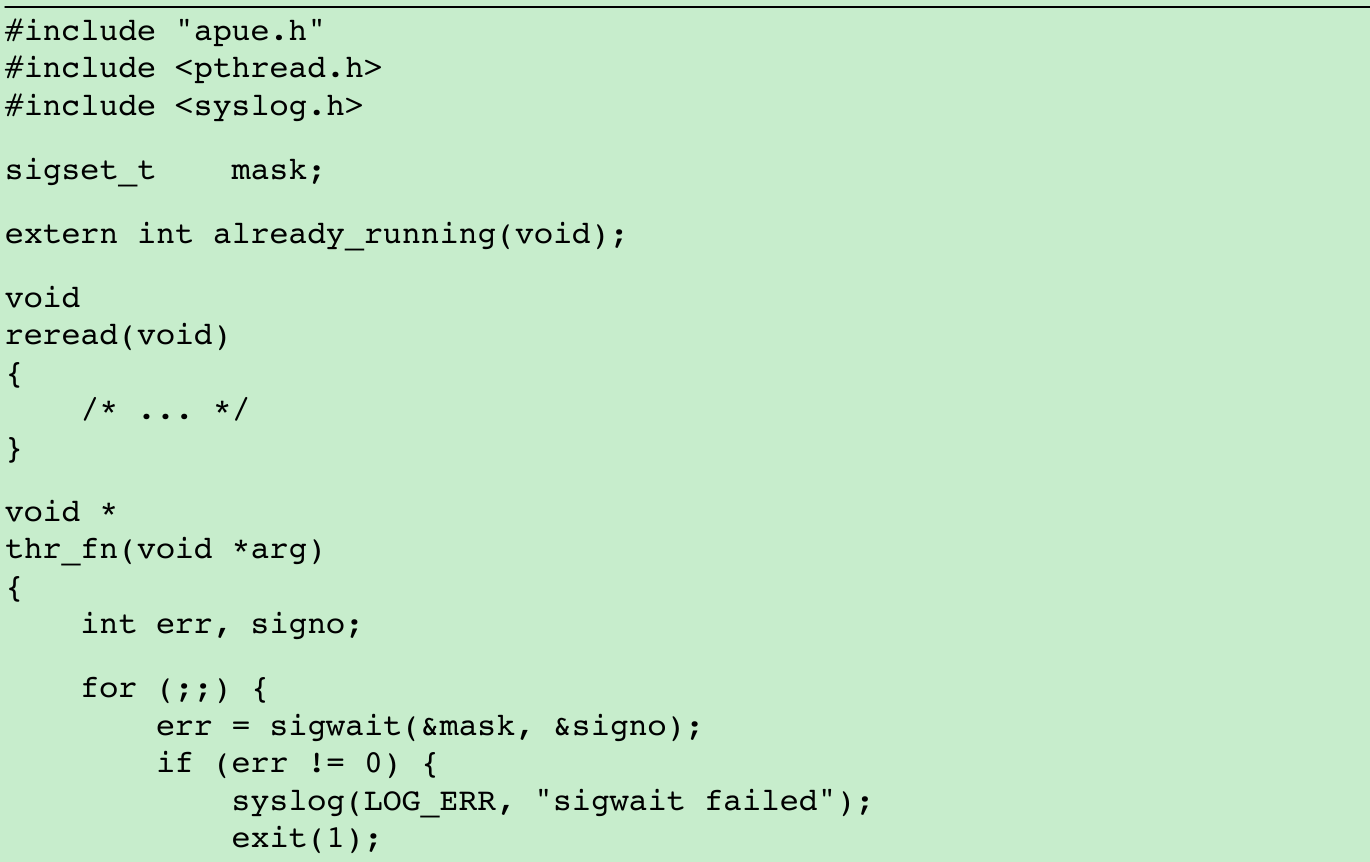 #include "apue.h"
#include <pthread.h>
#include <syslog.h>
sigset_t    mask;
extern int already_running(void);
void
reread(void)
{
    /* ... */
}
void *
thr_fn(void *arg)
{
    int err, signo;
    for (;;) {
        err = sigwait(&mask, &signo);
        if (err != 0) {
            syslog(LOG_ERR, "sigwait failed");
            exit(1);